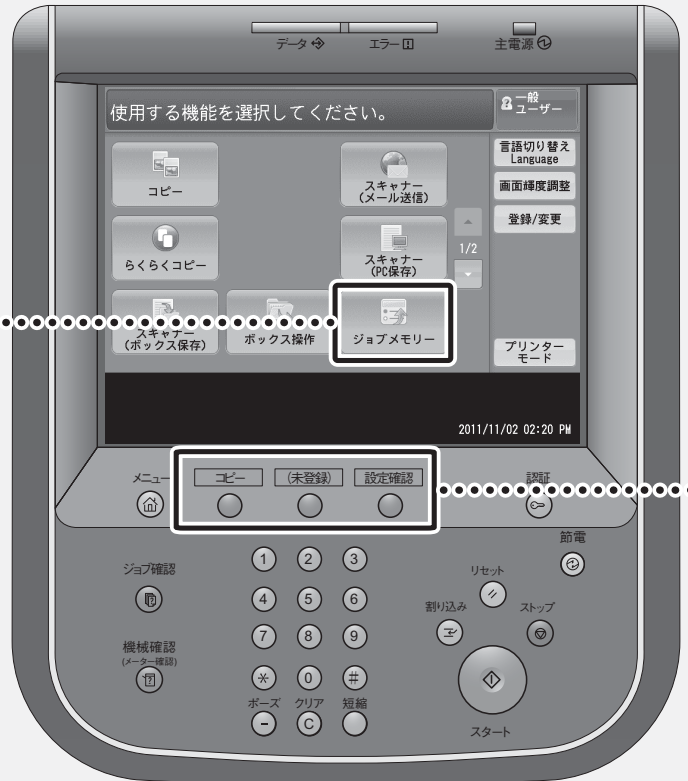 データ エラー 主電源
使用する機能を選択してください。
一般
ユーザー
コピー
スキャナー
(メール送信)
らくらくコピー
スキャナー
(PC保存)
スキャナー
(ボックス保存)
ボックス操作
ジョブメモリー
1/2
言語切り替え
Language
画面輝度調整
登録/変更
プリンター
モード
2011/11/02 02:20 PM
メニュー コピー (未登録) 設定確認 認証
節電
ジョブ確認
機械確認
(メーター確認)
1 2 3
4 5 6
7 8 9
* 0 #
ポーズ クリア 短縮
- C
リセット
割り込み ストップ
スタート